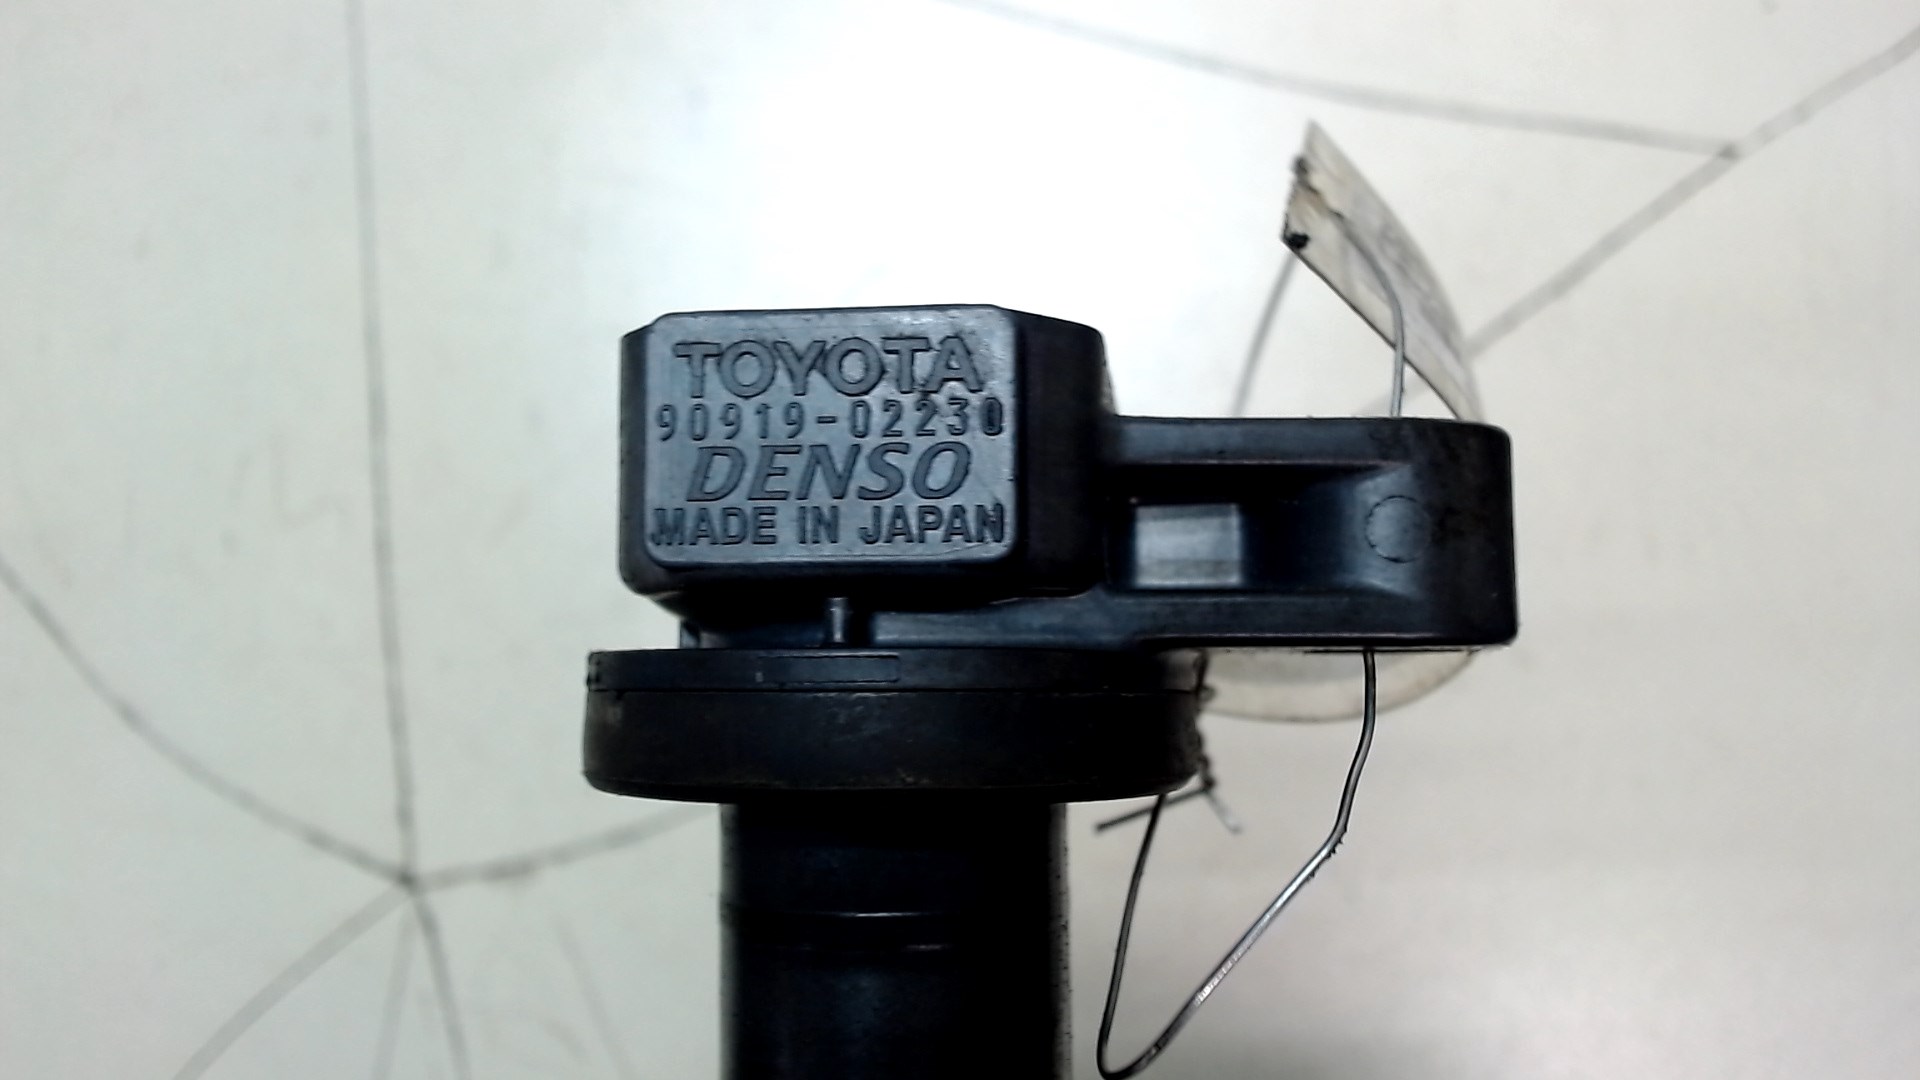 TOYOTA
90919-02230
DENSO
MADE IN JAPAN